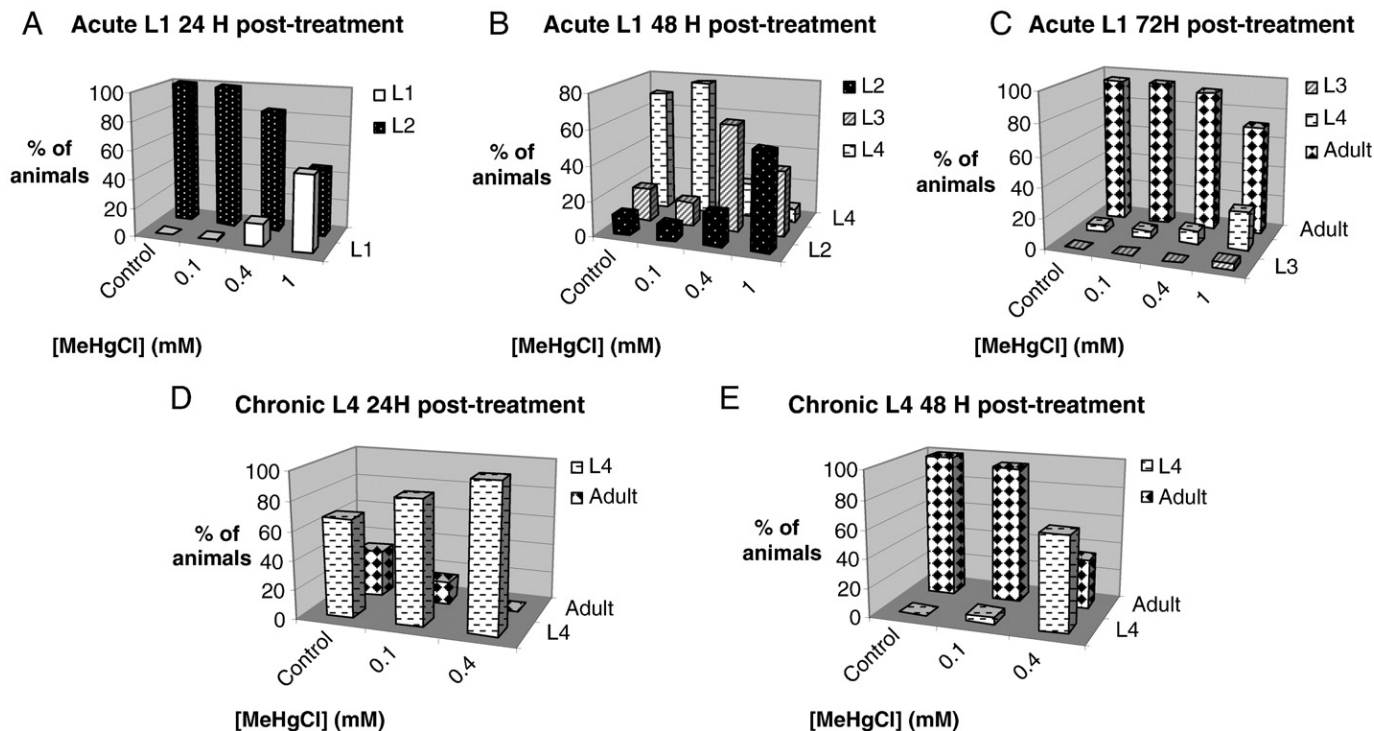 A Acute L1 24 H post-treatment
100
80
60
40
20
0
% of
animals
L1
L2
L1
Control
0.1
0.4
1
[MeHgCl] (mM)
B Acute L1 48 H post-treatment
80
60
40
20
0
% of
animals
L2
L3
L4
L4
L2
Control
0.1
0.4
1
[MeHgCl] (mM)
C Acute L1 72H post-treatment
100
80
60
40
20
0
% of
animals
L3
L4
Adult
Adult
L3
Control
0.1
0.4
1
[MeHgCl] (mM)
D Chronic L4 24H post-treatment
100
80
60
40
20
0
% of
animals
L4
Adult
Adult
L4
Control
0.1
0.4
[MeHgCl] (mM)
E Chronic L4 48 H post-treatment
100
80
60
40
20
0
% of
animals
L4
Adult
Adult
L4
Control
0.1
0.4
[MeHgCl] (mM)